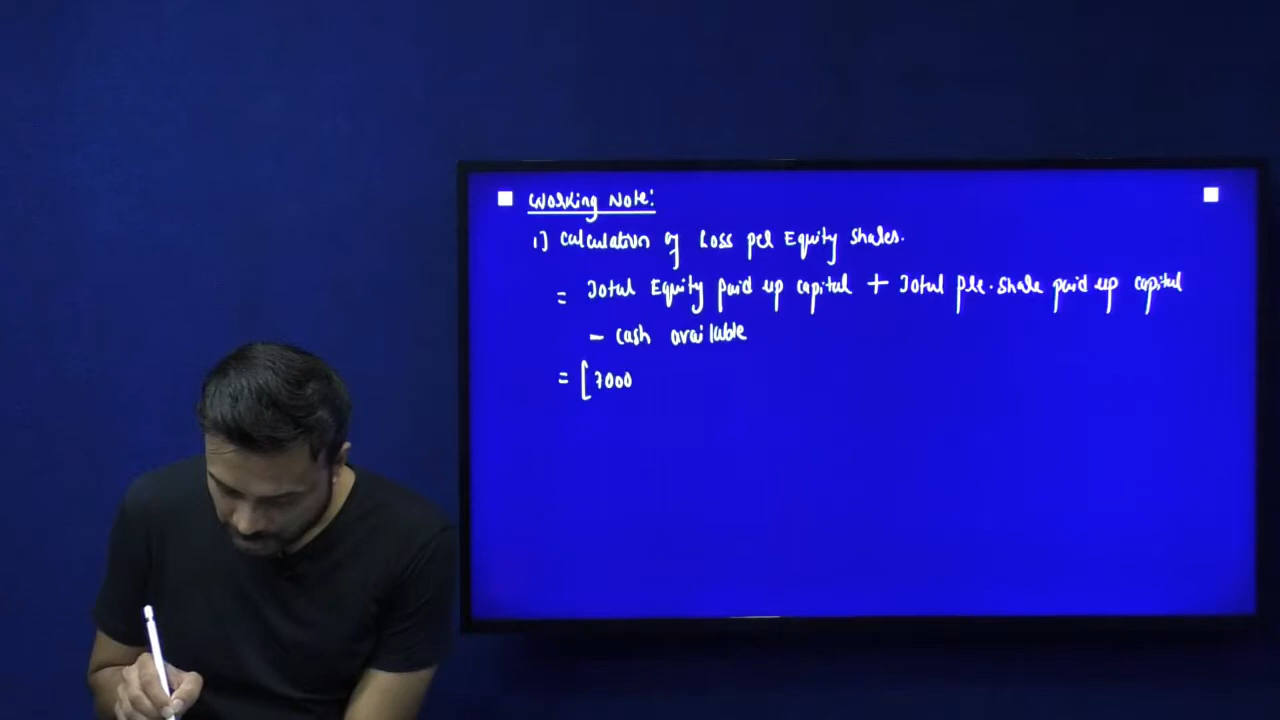 Working Note:
1] Calculation of Loss per Equity Shares.
= Total Equity paid up capital + Total pre. share paid up capital
- cash available
= [7000